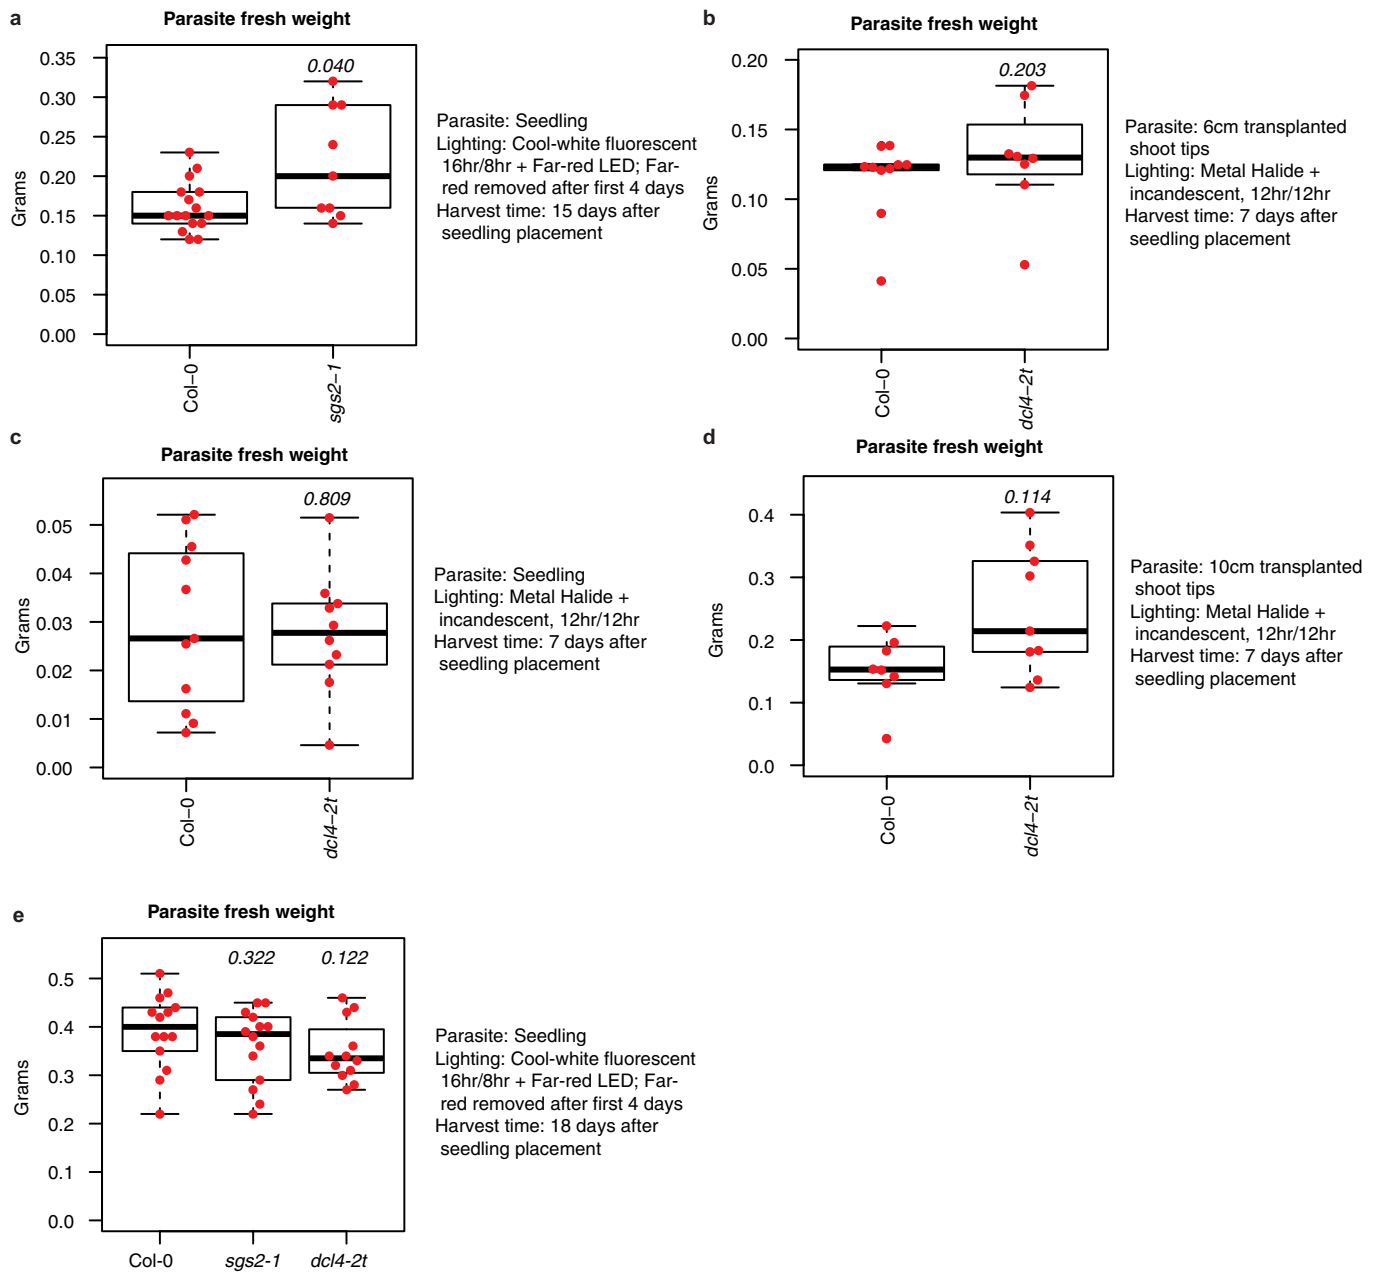 a
Parasite fresh weight
0.35
0.30
0.25
0.20
0.15
0.10
0.05
0.00
Grams
0.040
Col−0
sgs2−1
Parasite: Seedling
Lighting: Cool-white fluorescent
16hr/8hr + Far-red LED; Far-
red removed after first 4 days
Harvest time: 15 days after
seedling placement
b
Parasite fresh weight
0.20
0.15
0.10
0.05
0.00
Grams
0.203
Col−0
dcl4−2t
Parasite: 6cm transplanted
shoot tips
Lighting: Metal Halide +
incandescent, 12hr/12hr
Harvest time: 7 days after
seedling placement
c
Parasite fresh weight
0.05
0.04
0.03
0.02
0.01
0.00
Grams
0.809
Col−0
dcl4−2t
Parasite: Seedling
Lighting: Metal Halide +
incandescent, 12hr/12hr
Harvest time: 7 days after
seedling placement
d
Parasite fresh weight
0.4
0.3
0.2
0.1
0.0
Grams
0.114
Col−0
dcl4−2t
Parasite: 10cm transplanted
shoot tips
Lighting: Metal Halide +
incandescent, 12hr/12hr
Harvest time: 7 days after
seedling placement
e
Parasite fresh weight
0.5
0.4
0.3
0.2
0.1
0.0
Grams
0.322
0.122
Col-0
sgs2-1
dcl4-2t
Parasite: Seedling
Lighting: Cool-white fluorescent
16hr/8hr + Far-red LED; Far-
red removed after first 4 days
Harvest time: 18 days after
seedling placement